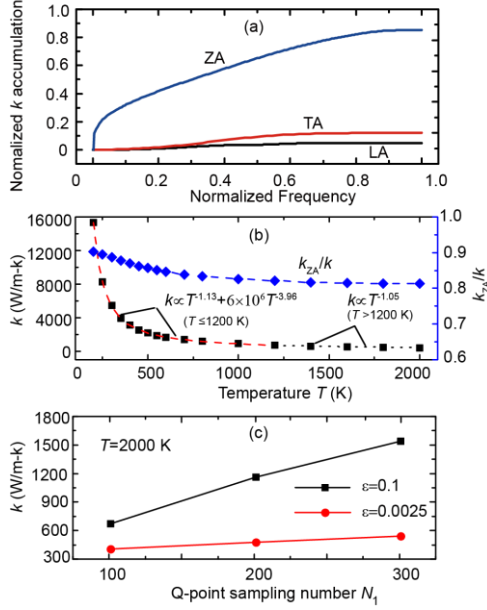 (a)
Normalized k accumulation
1.0
0.8
0.6
0.4
0.2
0
ZA
TA
LA
0 0.2 0.4 0.6 0.8 1.0
Normalized Frequency
(b)
k (W/m-k)
16000
12000
8000
4000
0
k_ZA/k
k∝T^-1.13+6×10^6T^-3.96
(T≤1200 K)
k∝T^-1.05
(T>1200 K)
1.0
0.9
0.8
0.7
0.6
k_ZA/k
0 500 1000 1500 2000
Temperature T (K)
(c)
k (W/m-k)
1800
1500
1200
900
600
300
T=2000 K
ε=0.1
ε=0.0025
100 200 300
Q-point sampling number N_1